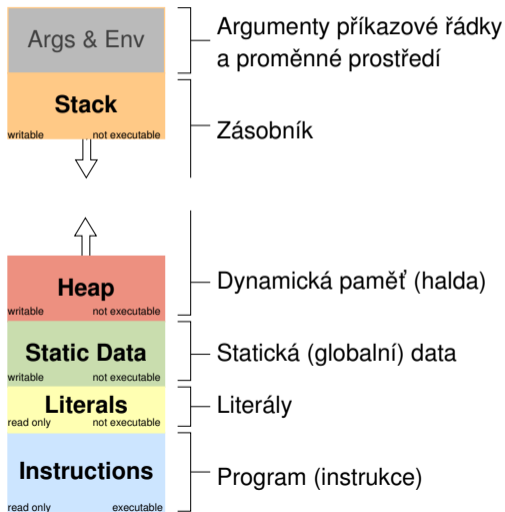 Args & Env
Argumenty příkazové řádky
a proměnné prostředí
Stack
writable not executable
Zásobník
Heap
writable not executable
Dynamická paměť (halda)
Static Data
writable not executable
Statická (globalní) data
Literals
read only not executable
Literály
Instructions
read only executable
Program (instrukce)